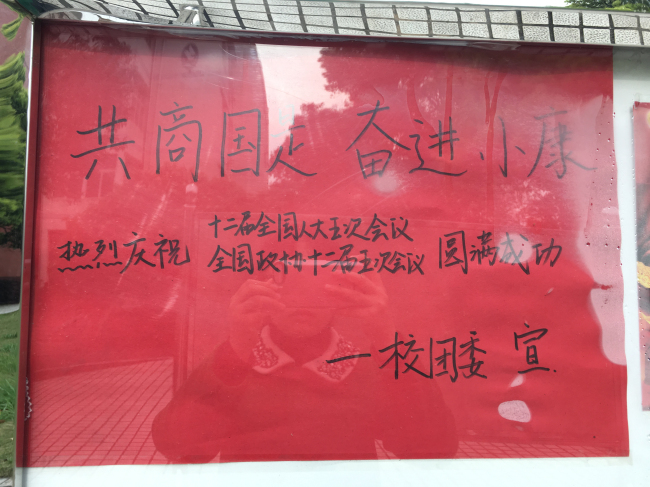 共商国是 奋进小康
热烈庆祝
十二届全国人大五次会议
全国政协十二届五次会议
圆满成功
—校团委 宣